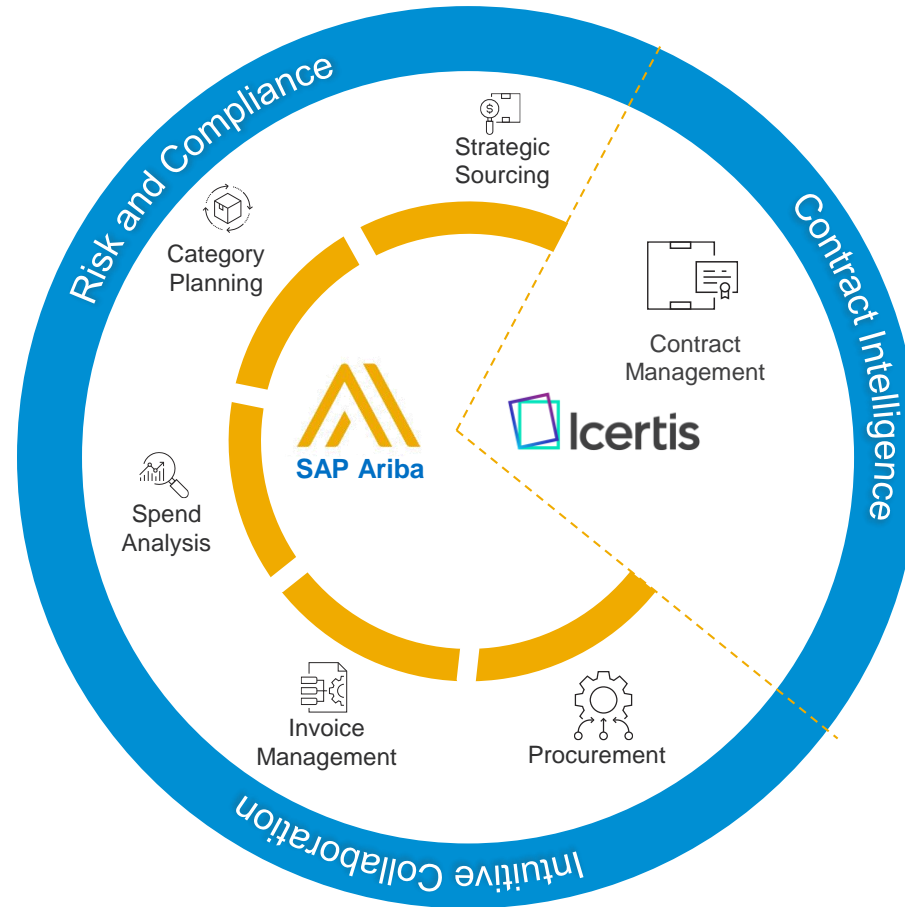 Risk and Compliance
Strategic
Sourcing
Category
Planning
Contract Intelligence
Contract
Management
SAP Ariba
Icertis
Spend
Analysis
Invoice
Management
Procurement
Intuitive Collaboration
$